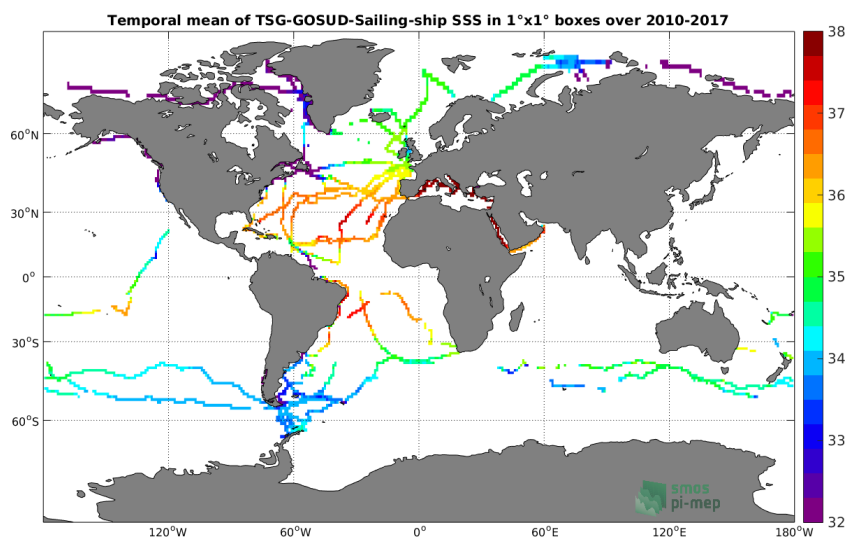 Temporal mean of TSG-GOSUD-Sailing-ship SSS in 1°x1° boxes over 2010-2017
38
37
36
35
34
33
32
60°N
30°N
0°
30°S
60°S
120°W
60°W
0°
60°E
120°E
180°W
smos
pi-mep